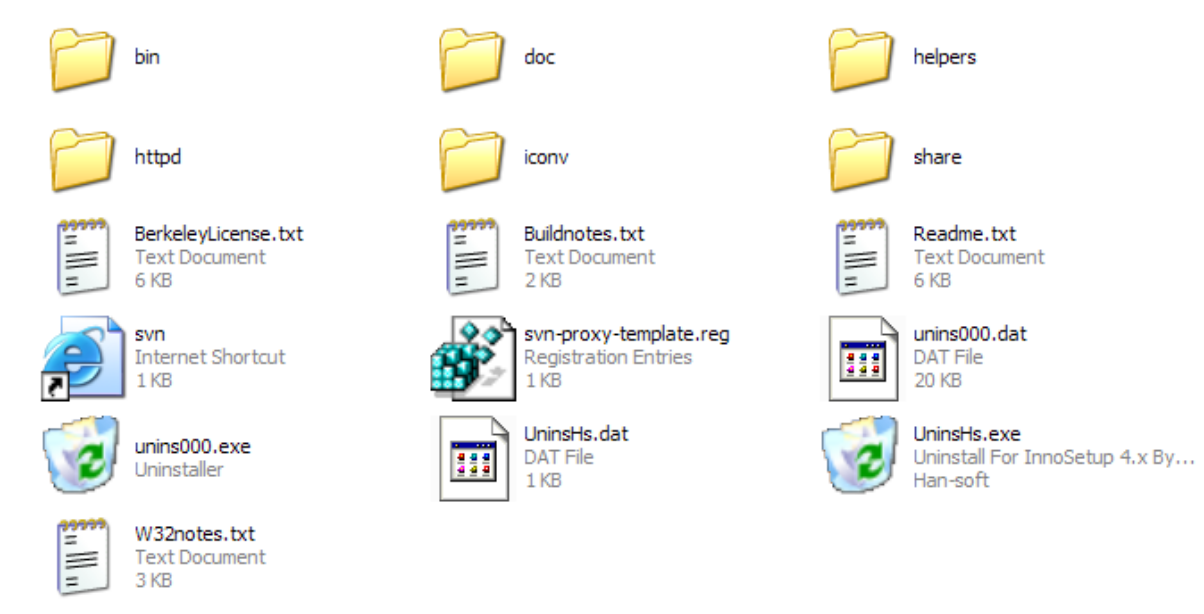 bin
doc
helpers
httpd
iconv
share
BerkeleyLicense.txt
Text Document
6 KB
Buildnotes.txt
Text Document
2 KB
Readme.txt
Text Document
6 KB
svn
Internet Shortcut
1 KB
svn-proxy-template.reg
Registration Entries
1 KB
unins000.dat
DAT File
20 KB
unins000.exe
Uninstaller
UninsHs.dat
DAT File
1 KB
UninsHs.exe
Uninstall For InnoSetup 4.x By...
Han-soft
W32notes.txt
Text Document
3 KB